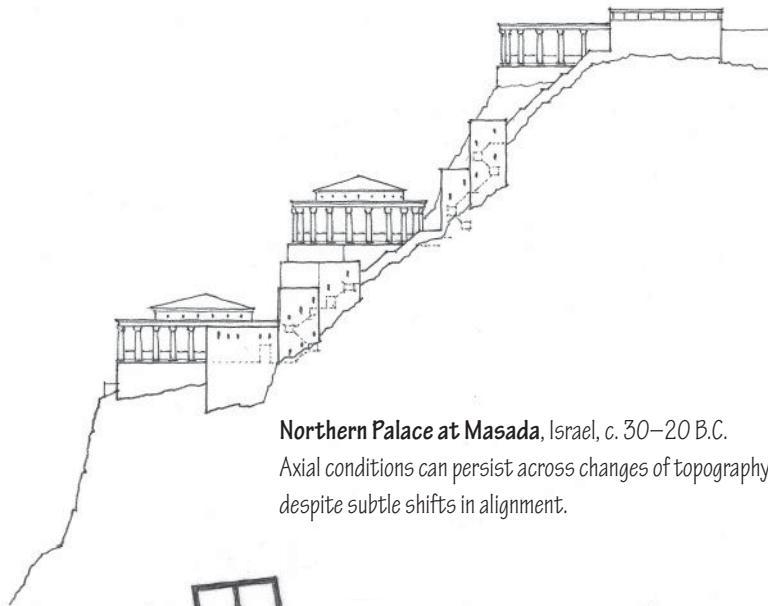 Northern Palace at Masada, Israel, c. 30–20 B.C.
Axial conditions can persist across changes of topography
despite subtle shifts in alignment.